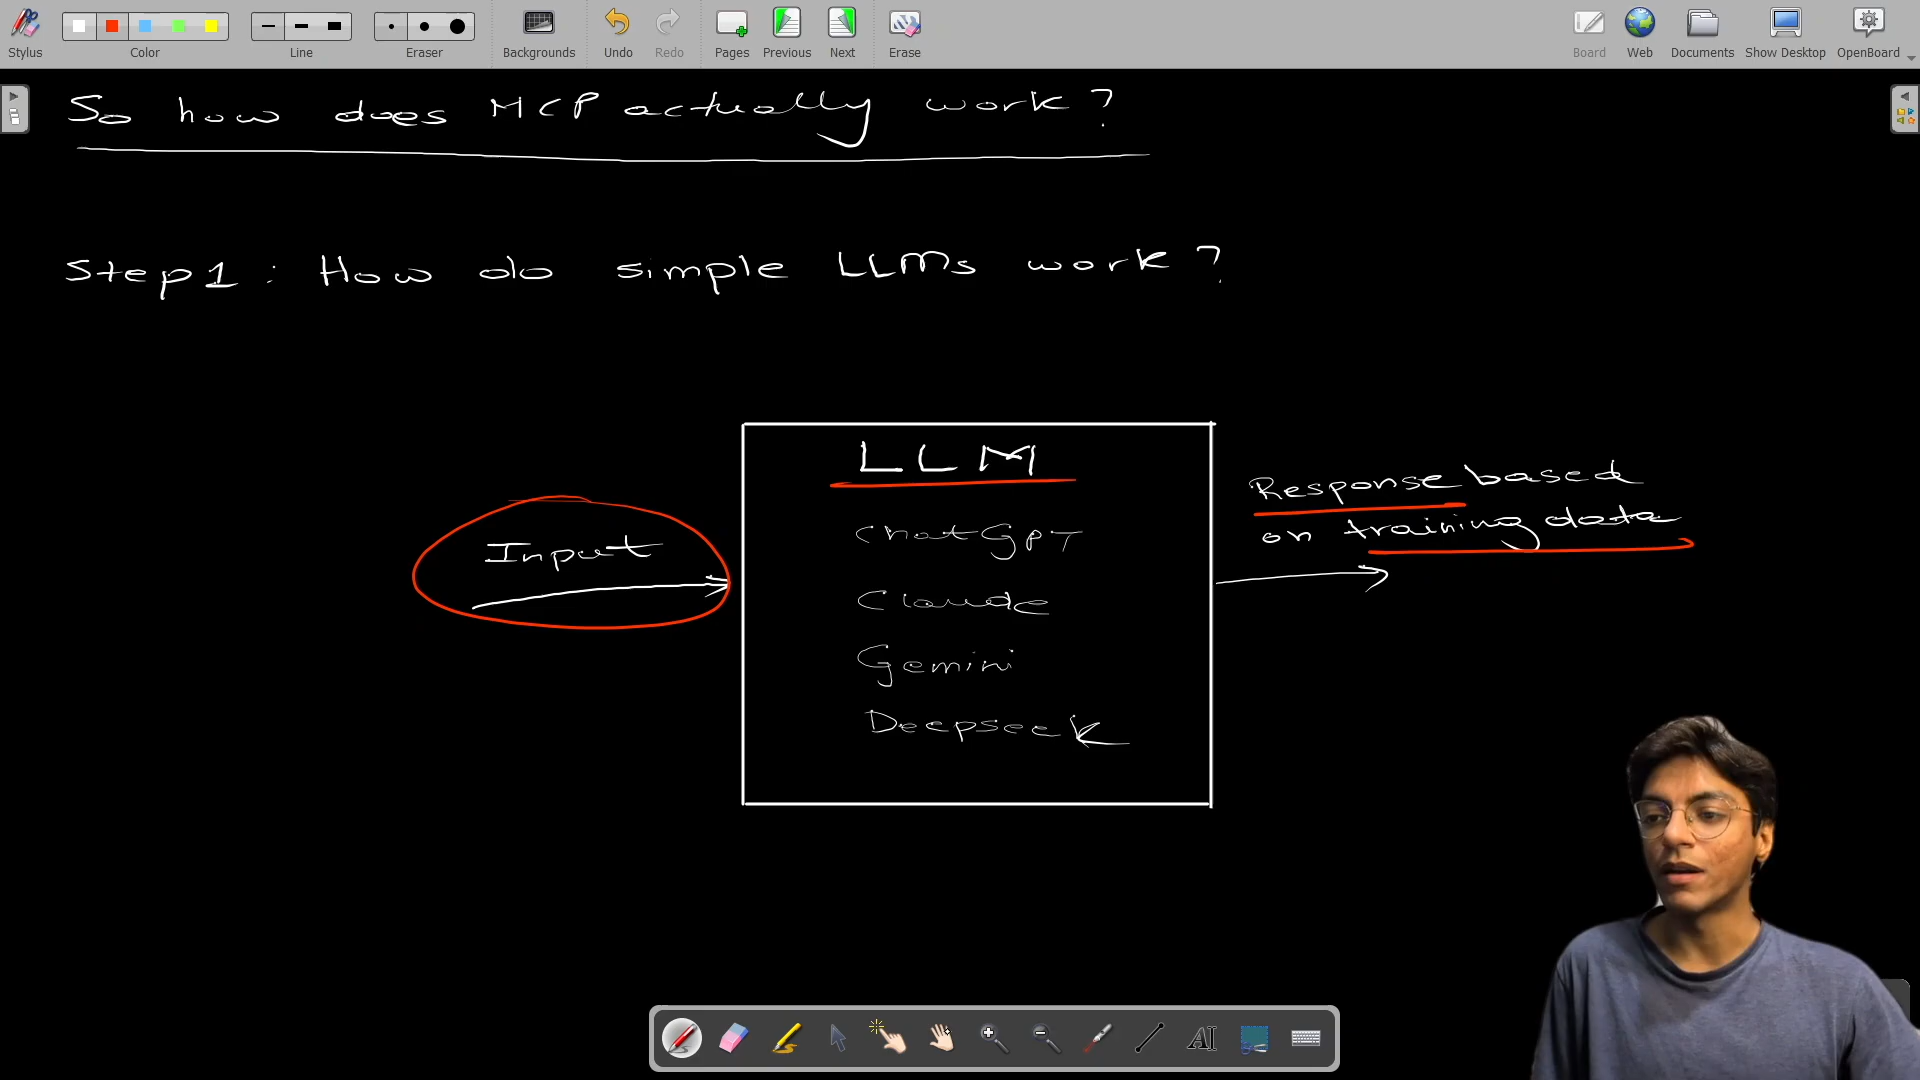 Stylus
Color
Line
Eraser
Backgrounds
Undo
Redo
Pages
Previous
Next
Erase
Board
Web
Documents
Show Desktop
OpenBoard
So how does MCP actually work?
Step1: How do simple LLMs work?
LLM
ChatGPT
Claude
Gemini
Deepseek
Input
Response based
on training data
AI